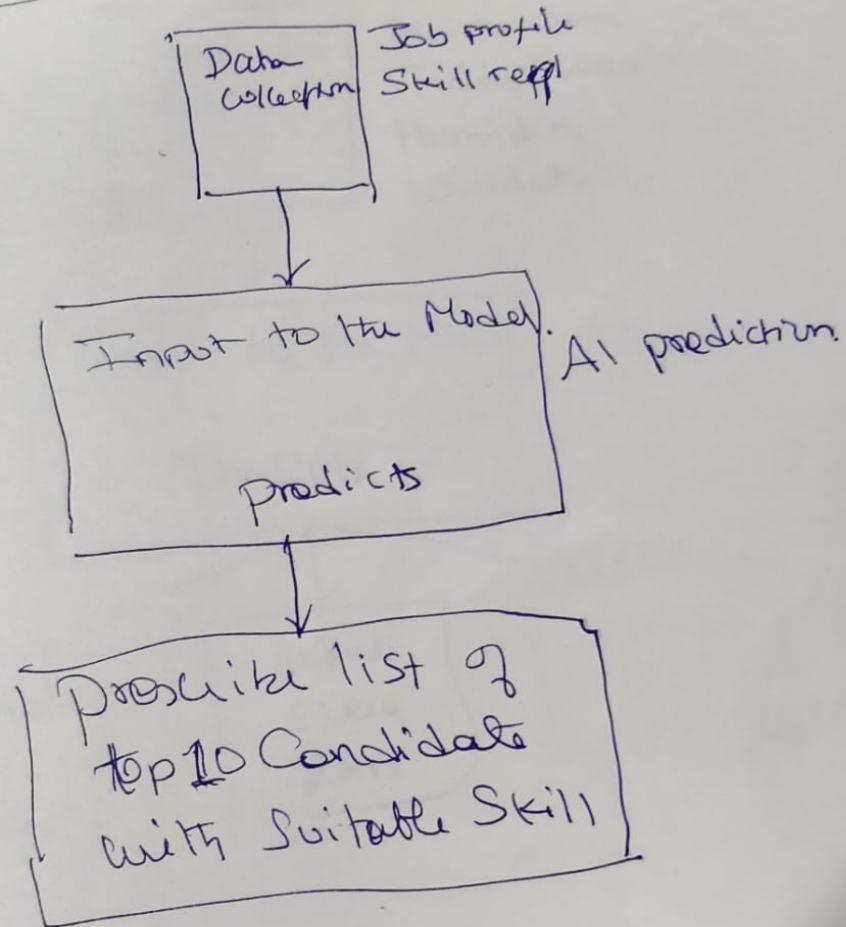 Data
Collection
Job profile
Skill reql
Input to the Model.
predicts
AI prediction
prescribe list of
top 10 Candidate
with Suitable Skill